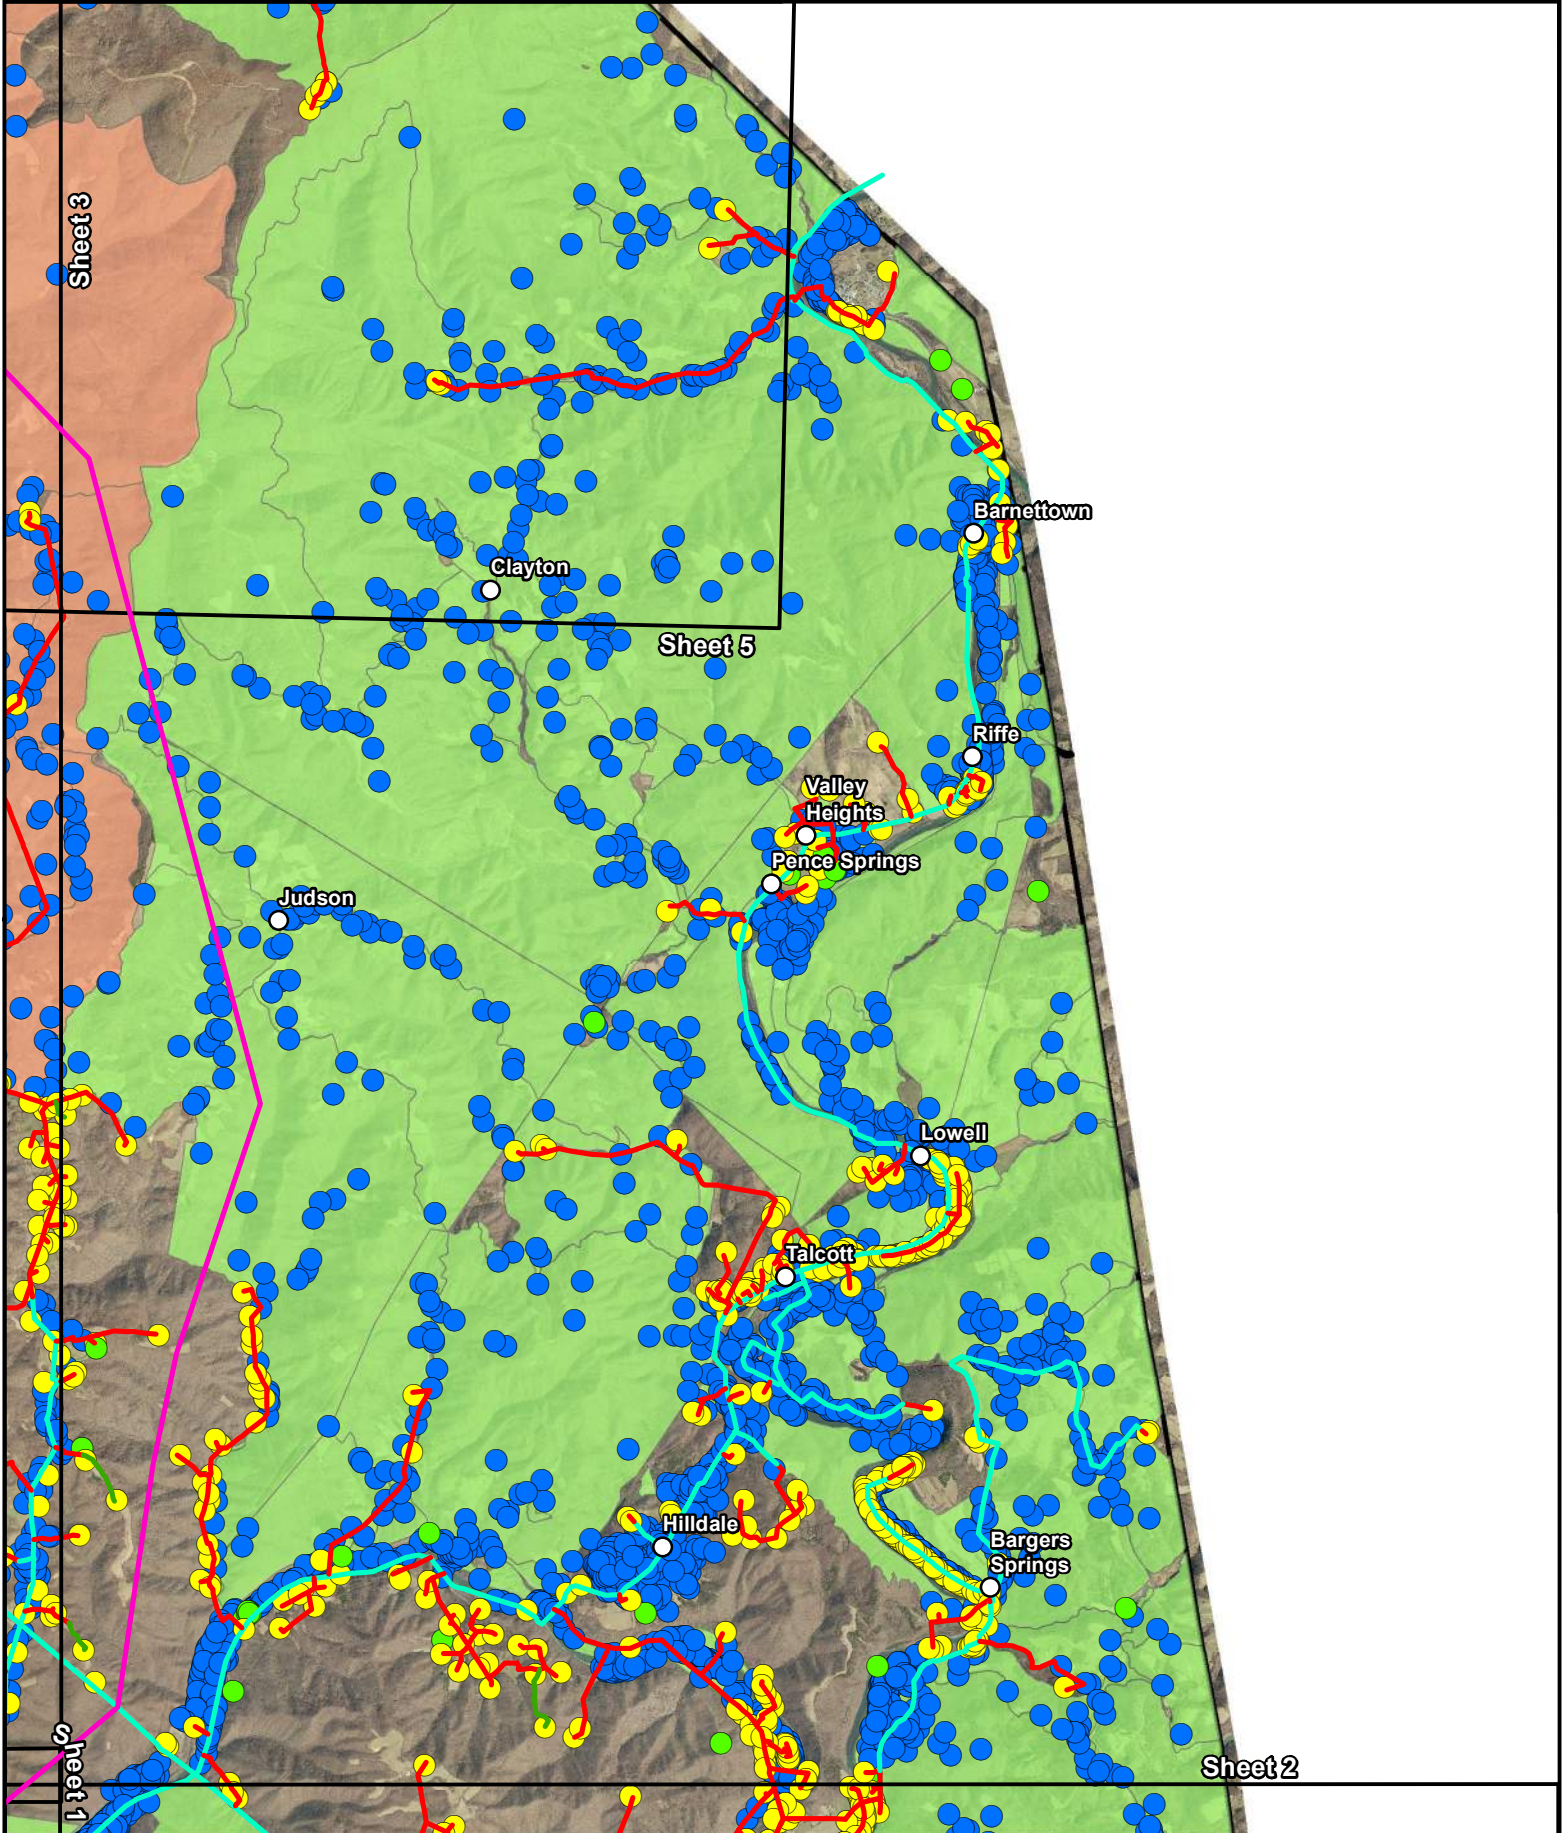 Sheet 3
Barnettown
Clayton
Sheet 5
Riffe
Valley
Heights
Pence Springs
Judson
Lowell
Talcott
Hilldale
Bargers
Springs
Sheet 1
Sheet 2